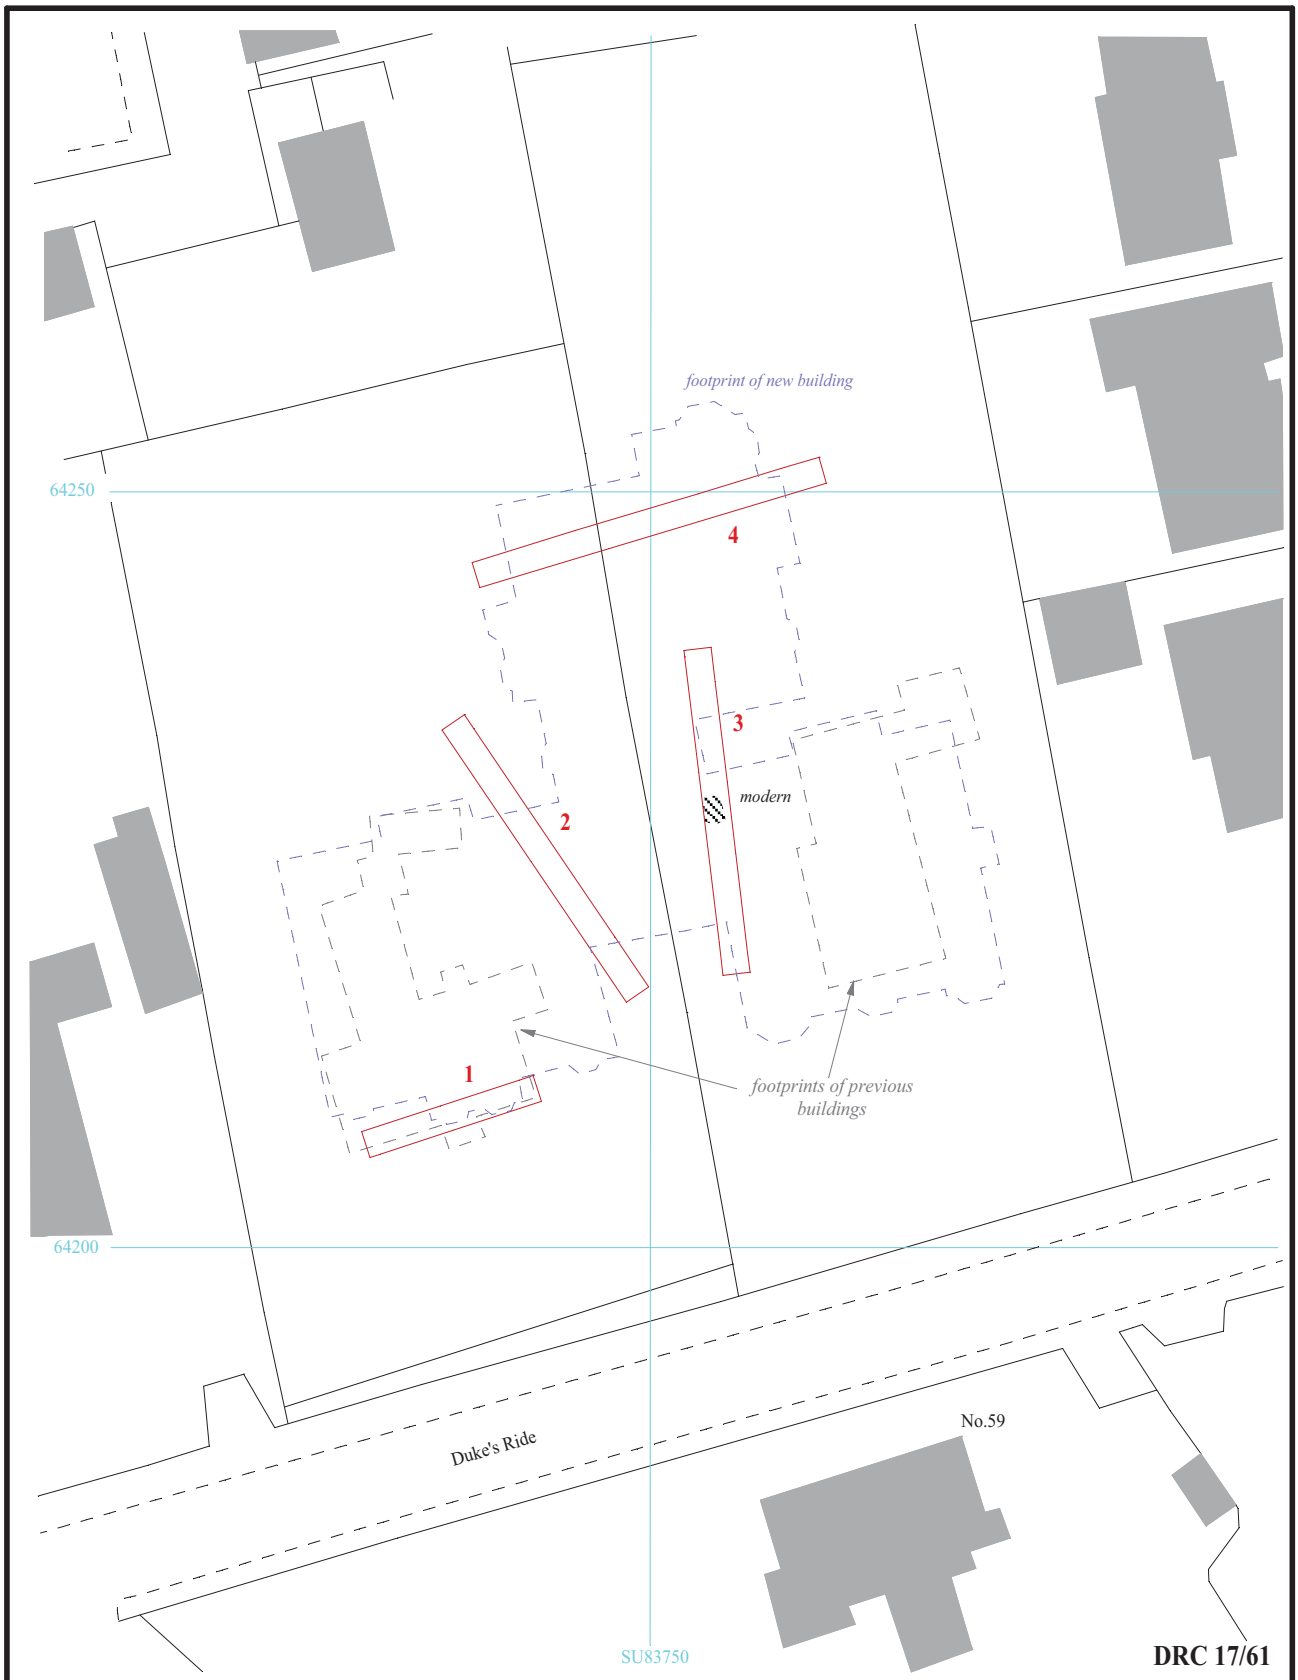 footprint of new building
64250
4
3
modern
2
1
footprints of previous
buildings
64200
No.59
Duke's Ride
SU83750
DRC 17/61